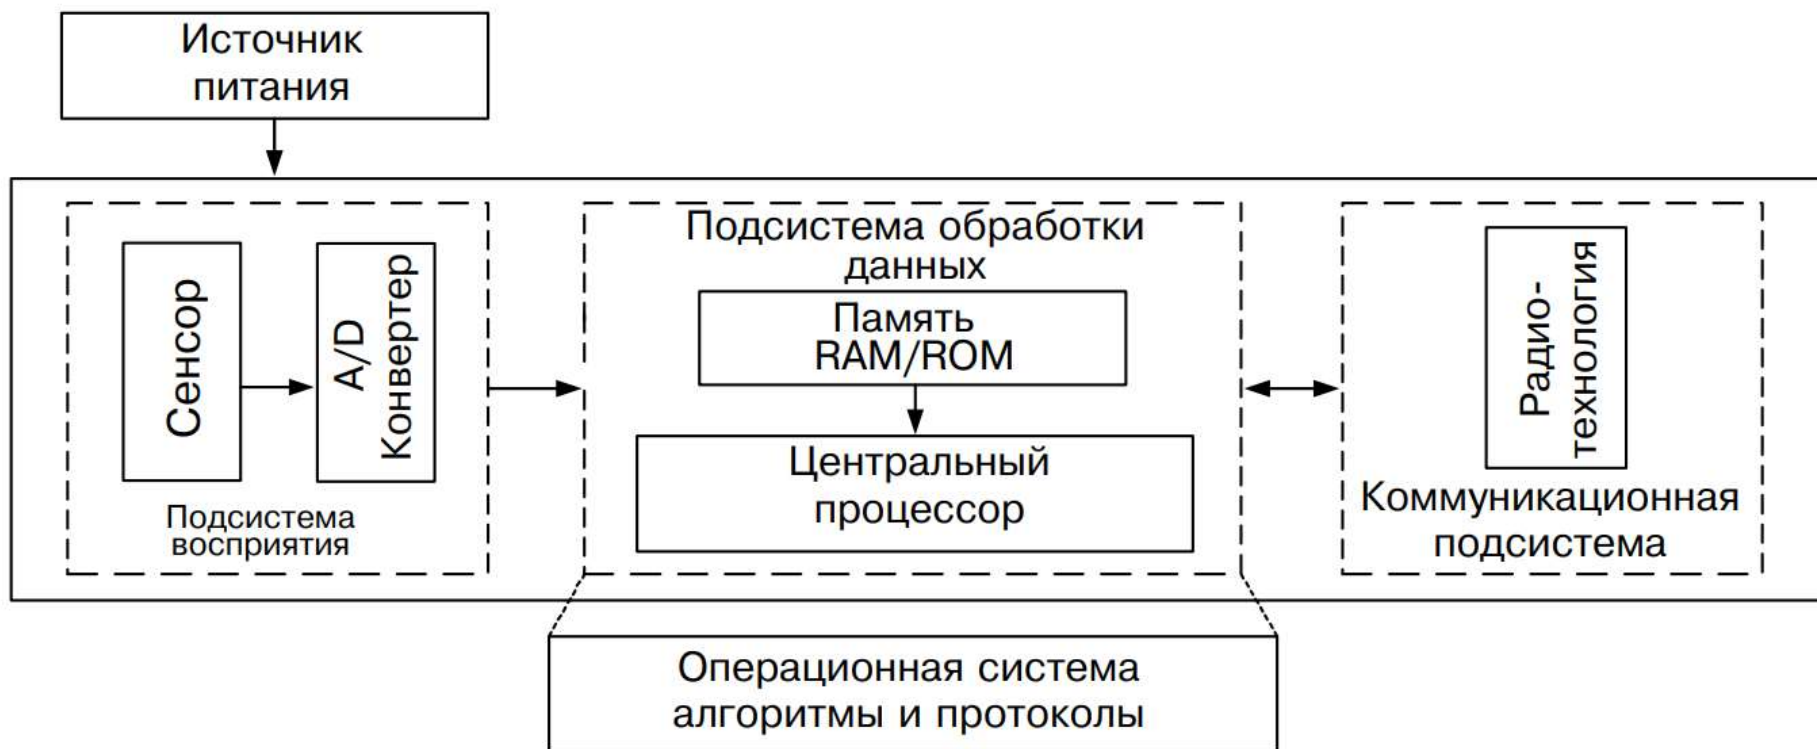 Источник
питания
Сенсор
A/D
Конвертер
Подсистема
восприятия
Подсистема обработки
данных
Память
RAM/ROM
Центральный
процессор
Радио-
технология
Коммуникационная
подсистема
Операционная система
алгоритмы и протоколы